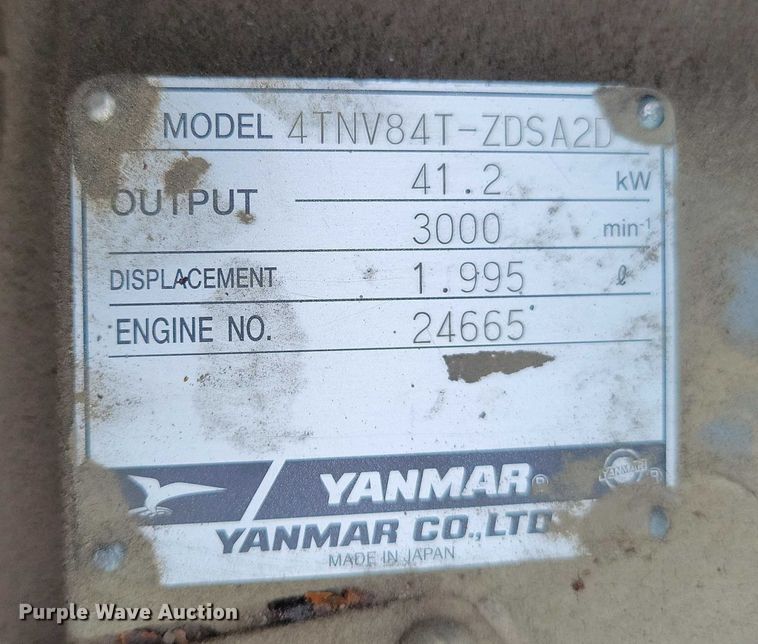 MODEL 4TNV84T-ZDSA2D
OUTPUT 41.2 kW
3000 min-1
DISPLACEMENT 1.995 ℓ
ENGINE NO. 24665
YANMAR® YANMAR ®
YANMAR CO., LTD
MADE IN JAPAN
Purple Wave Auction